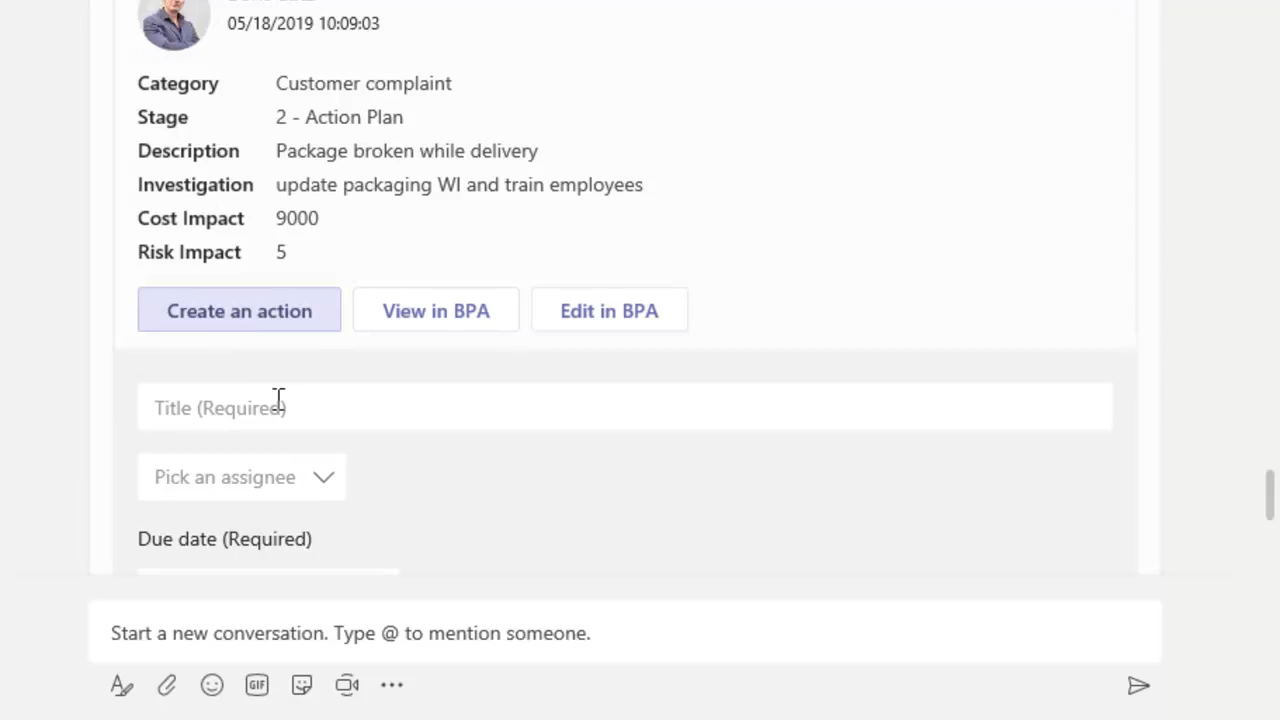 05/18/2019 10:09:03
Category Customer complaint
Stage 2 - Action Plan
Description Package broken while delivery
Investigation update packaging WI and train employees
Cost Impact 9000
Risk Impact 5
Create an action View in BPA Edit in BPA
Title (Required)
Pick an assignee
Due date (Required)
Start a new conversation. Type @ to mention someone.
GIF